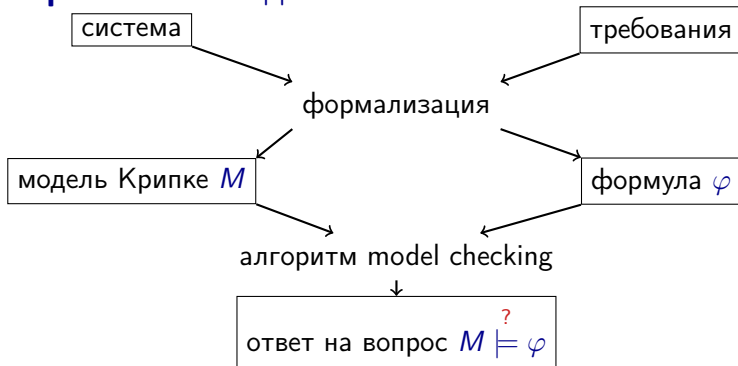 система
требования
формализация
модель Крипке M
формула φ
алгоритм model checking
?
ответ на вопрос M ⊨ φ